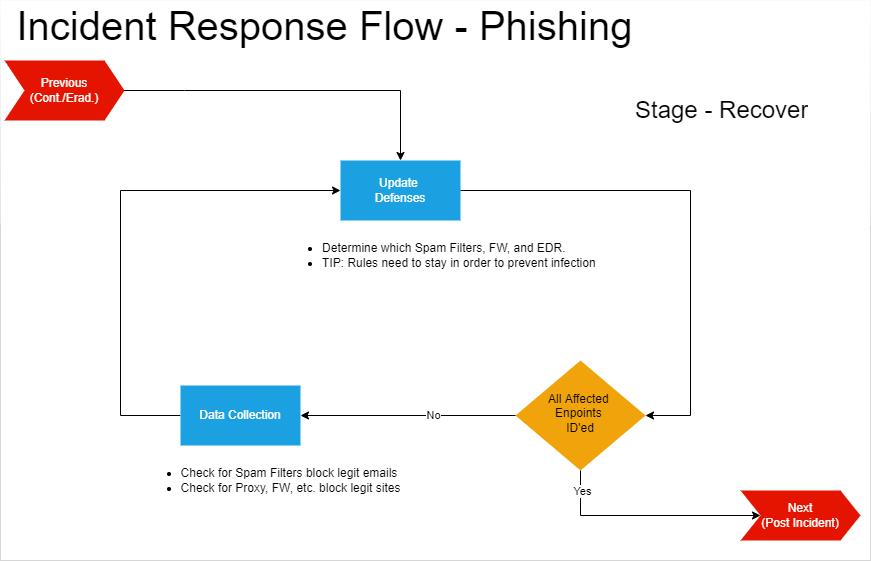 Incident Response Flow - Phishing
Previous
(Cont./Erad.)
Stage - Recover
Update
Defenses
• Determine which Spam Filters, FW, and EDR.
• TIP: Rules need to stay in order to prevent infection
All Affected
Enpoints
ID'ed
No
Data Collection
• Check for Spam Filters block legit emails
• Check for Proxy, FW, etc. block legit sites
Yes
Next
(Post Incident)